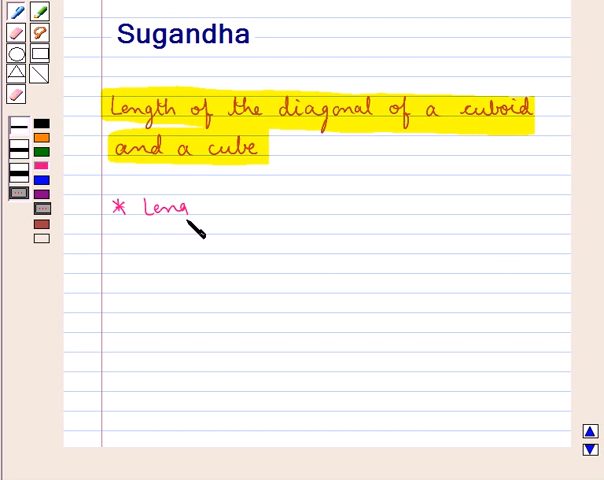 Sugandha
Length of the diagonal of a cuboid
and a cube
* Leng